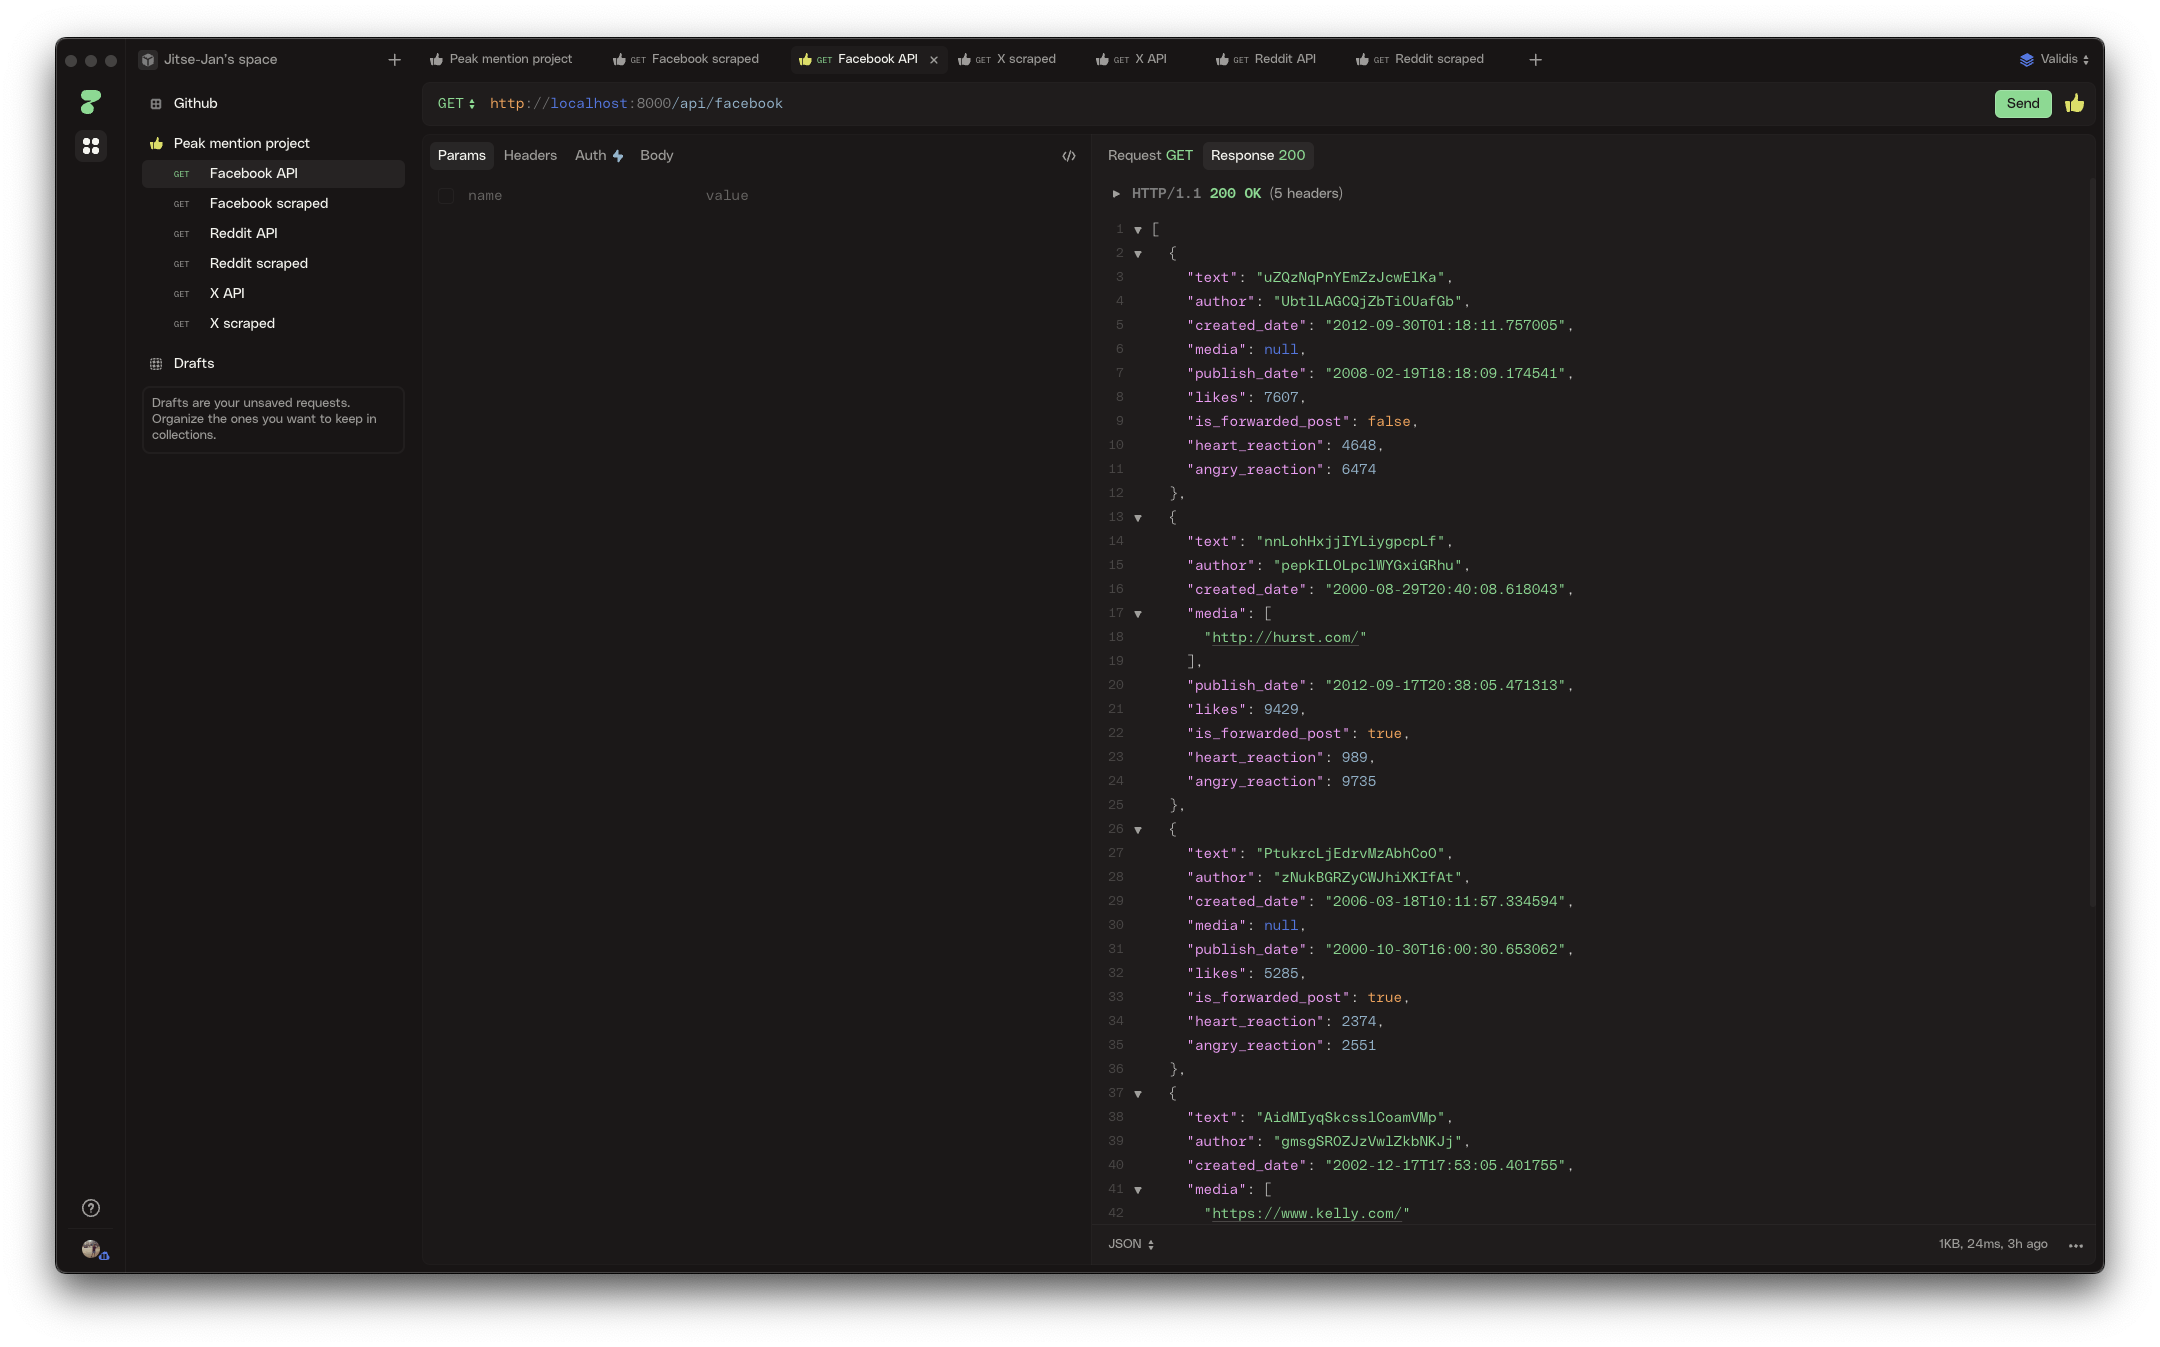 Jitse-Jan's space
Github
Peak mention project
GET Facebook API
GET Facebook scraped
GET Reddit API
GET Reddit scraped
GET X API
GET X scraped
Drafts
Drafts are your unsaved requests.
Organize the ones you want to keep in
collections.
Peak mention project
GET Facebook scraped
GET Facebook API
GET X scraped
GET X API
GET Reddit API
GET Reddit scraped
Validis
GET http://localhost:8000/api/facebook
Send
Params Headers Auth Body
name value
Request GET Response 200
HTTP/1.1 200 OK (5 headers)
1 [
2 {
3 "text": "uZQzNqPnYEmZzJcwElKa",
4 "author": "UbtlLAGCQjZbTiCUafGb",
5 "created_date": "2012-09-30T01:18:11.757005",
6 "media": null,
7 "publish_date": "2008-02-19T18:18:09.174541",
8 "likes": 7607,
9 "is_forwarded_post": false,
10 "heart_reaction": 4648,
11 "angry_reaction": 6474
12 },
13 {
14 "text": "nnLohHxjjIYLiygpcpLf",
15 "author": "pepkILOLpclWYGxiGRhu",
16 "created_date": "2000-08-29T20:40:08.618043",
17 "media": [
18 "http://hurst.com/"
19 ],
20 "publish_date": "2012-09-17T20:38:05.471313",
21 "likes": 9429,
22 "is_forwarded_post": true,
23 "heart_reaction": 989,
24 "angry_reaction": 9735
25 },
26 {
27 "text": "PtukrcLjEdrvMzAbhCoO",
28 "author": "zNukBGRZyCWJhiXKIfAt",
29 "created_date": "2006-03-18T10:11:57.334594",
30 "media": null,
31 "publish_date": "2000-10-30T16:00:30.653062",
32 "likes": 5285,
33 "is_forwarded_post": true,
34 "heart_reaction": 2374,
35 "angry_reaction": 2551
36 },
37 {
38 "text": "AidMIyqSkcsslCoamVMp",
39 "author": "gmsgSROZJzVwlZkbNKJj",
40 "created_date": "2002-12-17T17:53:05.401755",
41 "media": [
42 "https://www.kelly.com/"
JSON
1KB, 24ms, 3h ago